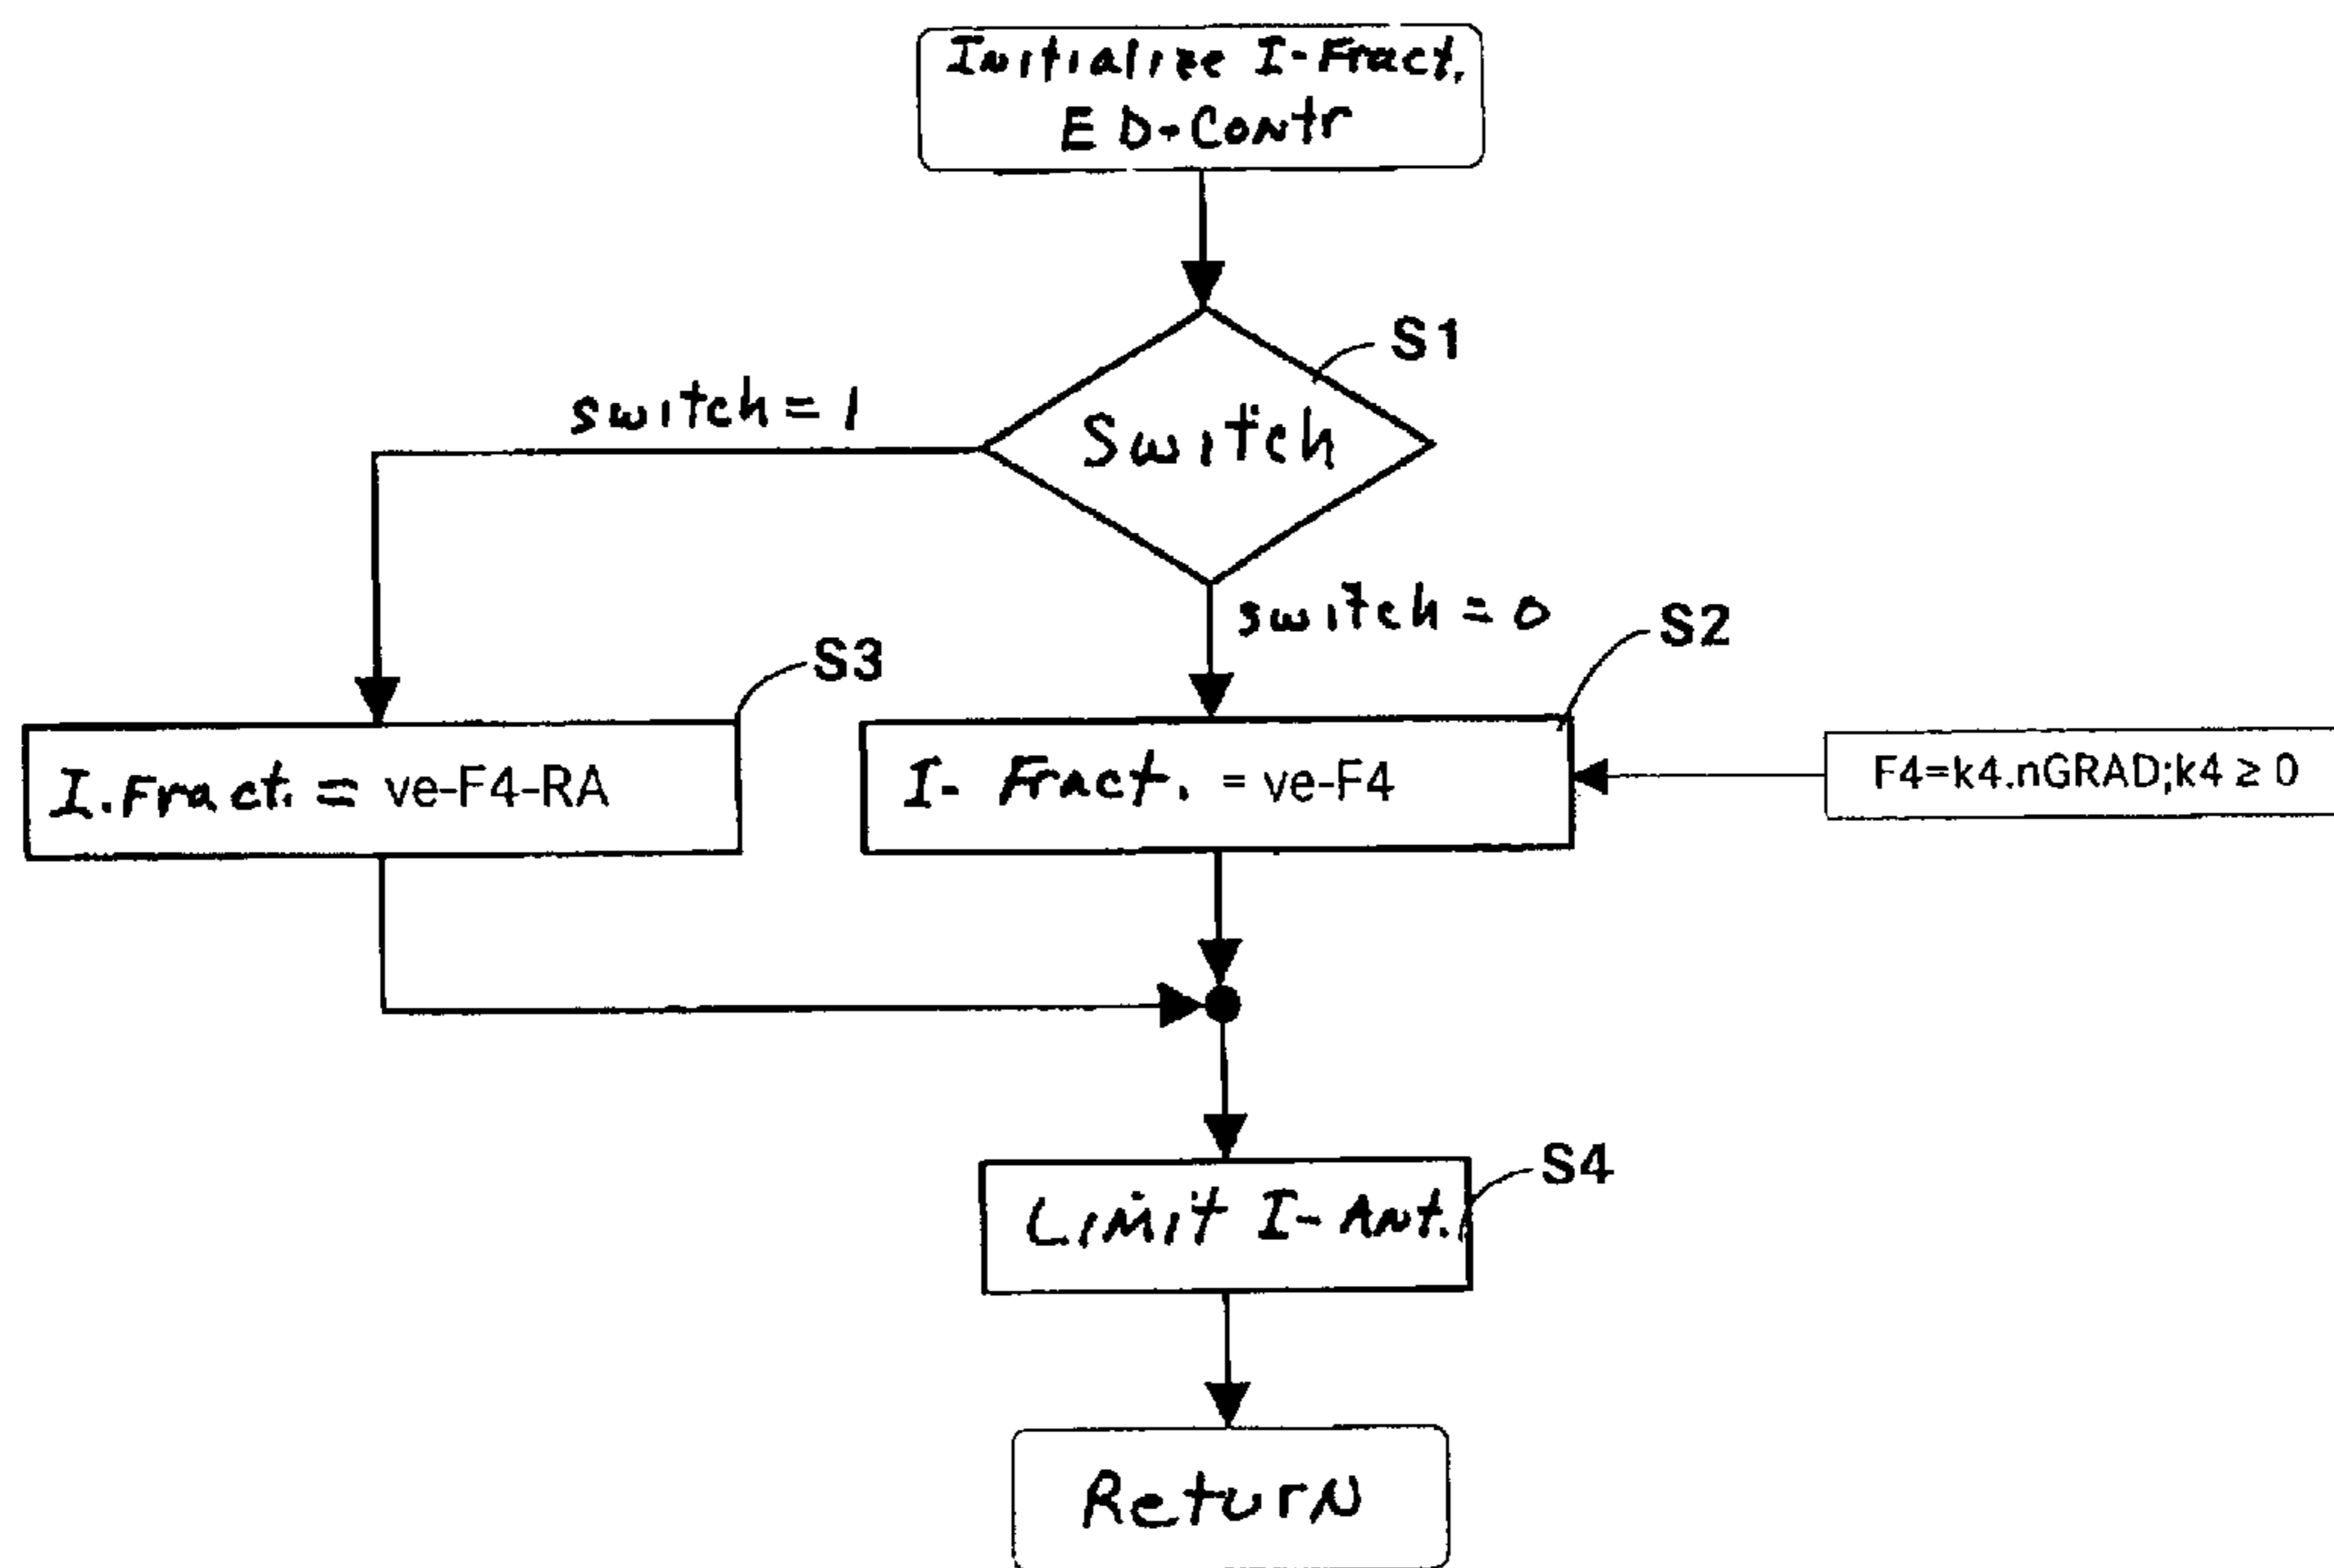 Initialize I-Fract.
ED-Contr
S1
switch=1
Switch
switch=0
S2
S3
I.Fract. = ve-F4-RA
I-Fract. = ve-F4
F4=k4.nGRAD;k4 ≥ 0
S4
Limit I-Ant.
Return